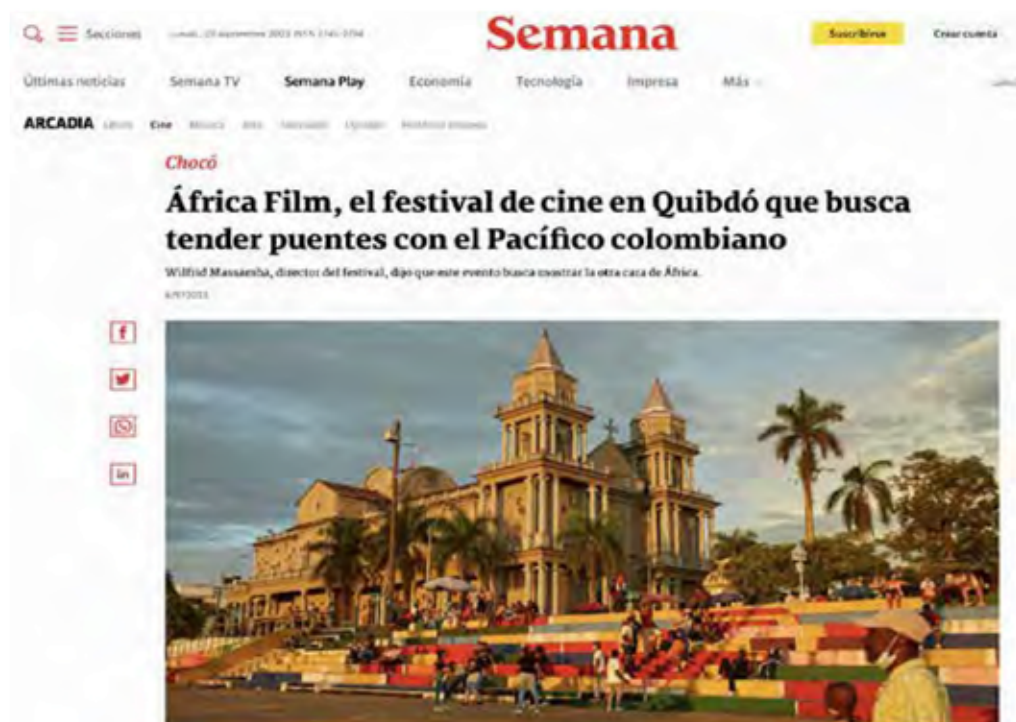 Semana
Secciones
Suscribirse
Crear cuenta
Últimas noticias
Semana TV
Semana Play
Economía
Tecnología
Impresa
Más
ARCADIA
Cine
Chocó
África Film, el festival de cine en Quibdó que busca
tender puentes con el Pacífico colombiano
Wilfrid Massamba, director del festival, dijo que este evento busca mostrar la otra cara de África.
f
in